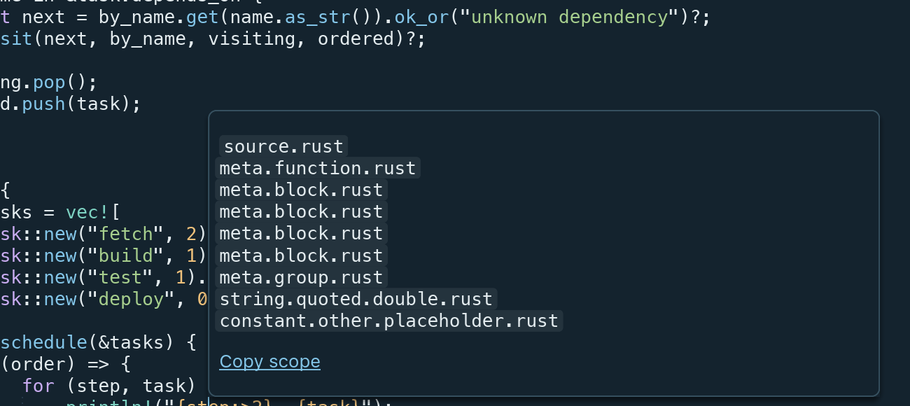 t next = by_name.get(name.as_str()).ok_or("unknown dependency")?;
sit(next, by_name, visiting, ordered)?;
ng.pop();
d.push(task);
{
sks = vec![
sk::new("fetch", 2)
sk::new("build", 1)
sk::new("test", 1).
sk::new("deploy", 0
schedule(&tasks) {
(order) => {
for (step, task)
source.rust
meta.function.rust
meta.block.rust
meta.block.rust
meta.block.rust
meta.block.rust
meta.group.rust
string.quoted.double.rust
constant.other.placeholder.rust
Copy scope